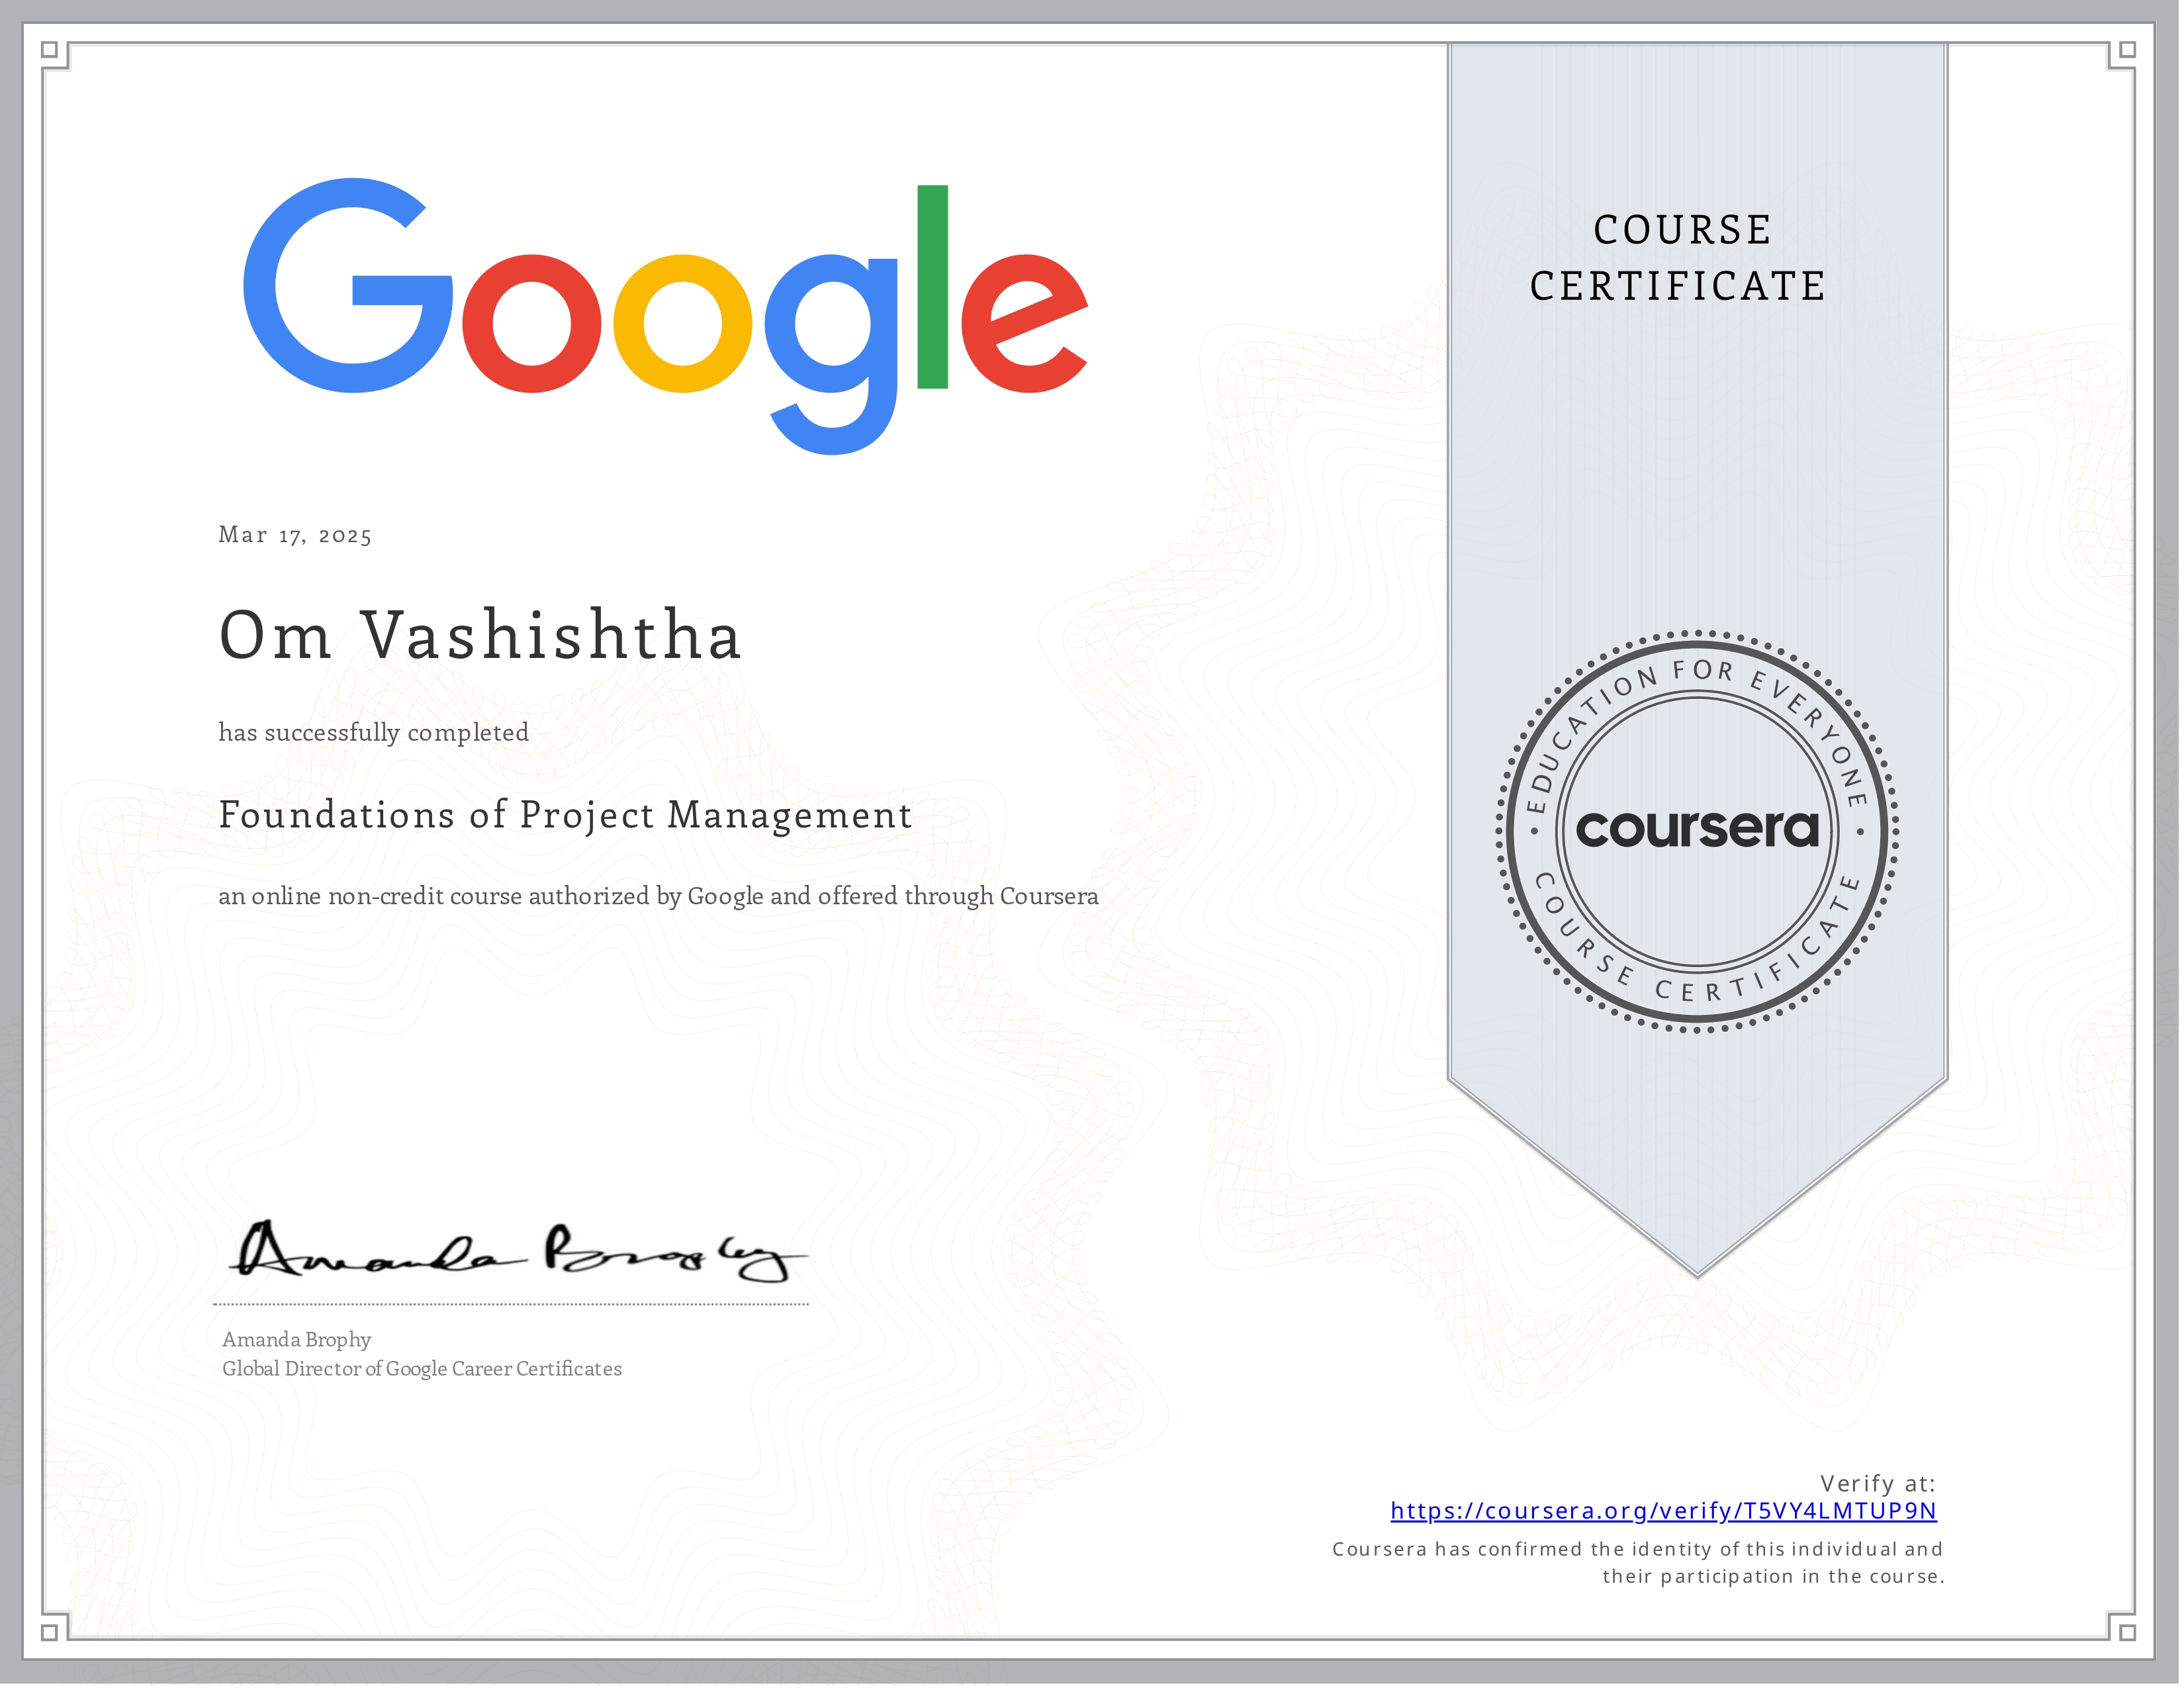 Google
COURSE
CERTIFICATE
Mar 17, 2025
Om Vashishtha
has successfully completed
Foundations of Project Management
an online non-credit course authorized by Google and offered through Coursera
EDUCATION FOR EVERYONE
coursera
COURSE CERTIFICATE
Amanda Brophy
Amanda Brophy
Global Director of Google Career Certificates
Verify at:
https://coursera.org/verify/T5VY4LMTUP9N
Coursera has confirmed the identity of this individual and
their participation in the course.